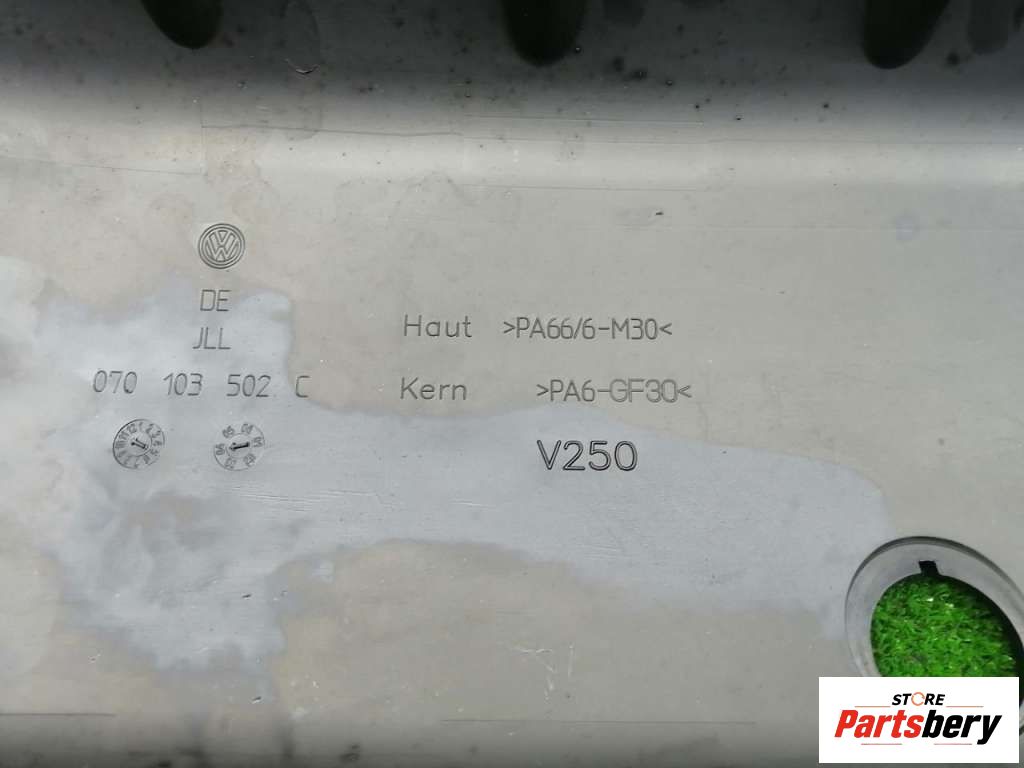 DE
JLL
070 103 502 C
Haut >PA66/6-M30<
Kern >PA6-GF30<
V250
STORE
Partsbery